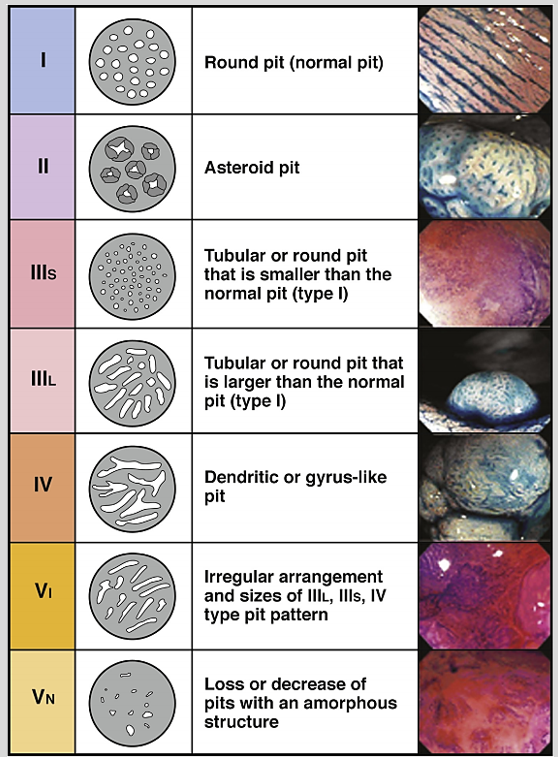 I
Round pit (normal pit)
II
Asteroid pit
IIIS
Tubular or round pit
that is smaller than the
normal pit (type I)
IIIL
Tubular or round pit that
is larger than the normal
pit (type I)
IV
Dendritic or gyrus-like
pit
VI
Irregular arrangement
and sizes of IIIL, IIIS, IV
type pit pattern
VN
Loss or decrease of
pits with an amorphous
structure